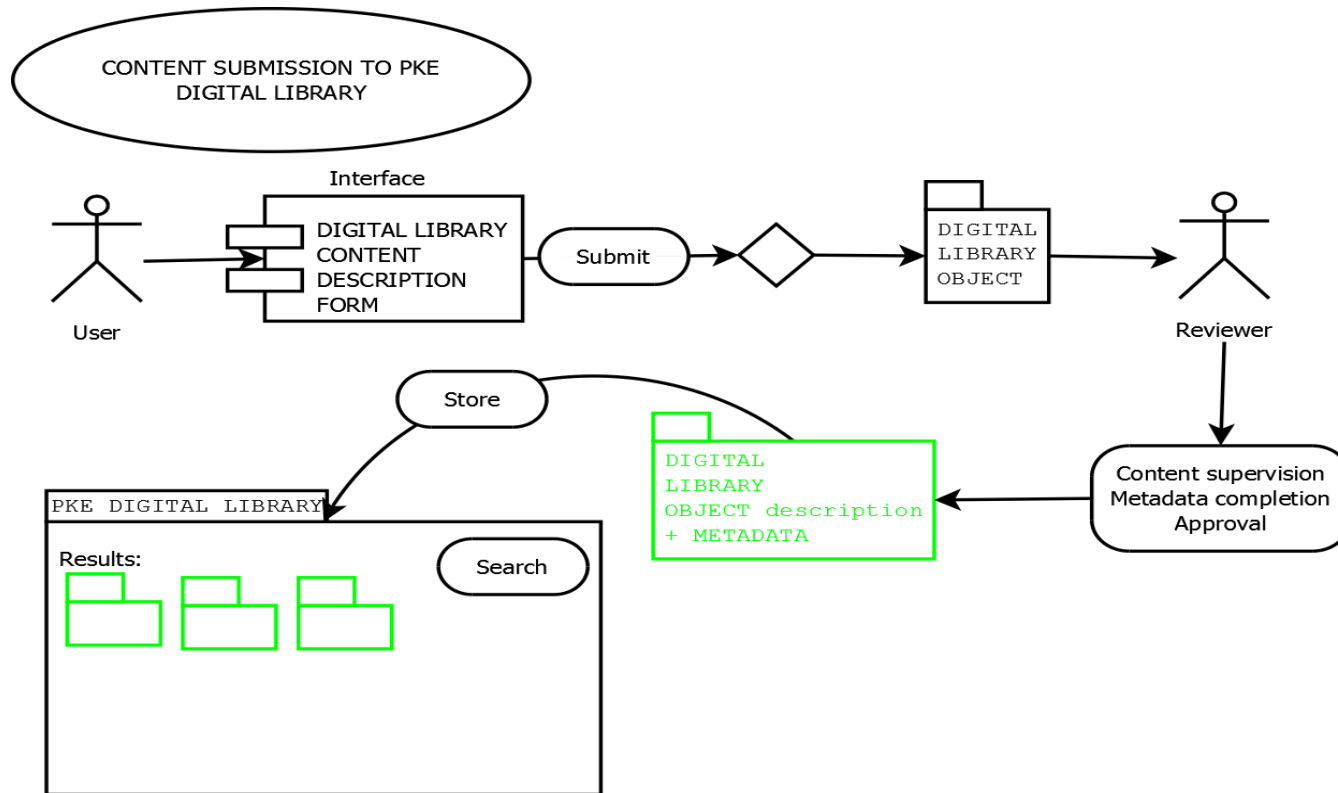 CONTENT SUBMISSION TO PKE
DIGITAL LIBRARY
Interface
DIGITAL LIBRARY
CONTENT
DESCRIPTION
FORM
Submit
DIGITAL
LIBRARY
OBJECT
User
Reviewer
Store
DIGITAL
LIBRARY
OBJECT description
+ METADATA
Content supervision
Metadata completion
Approval
PKE DIGITAL LIBRARY
Results:
Search